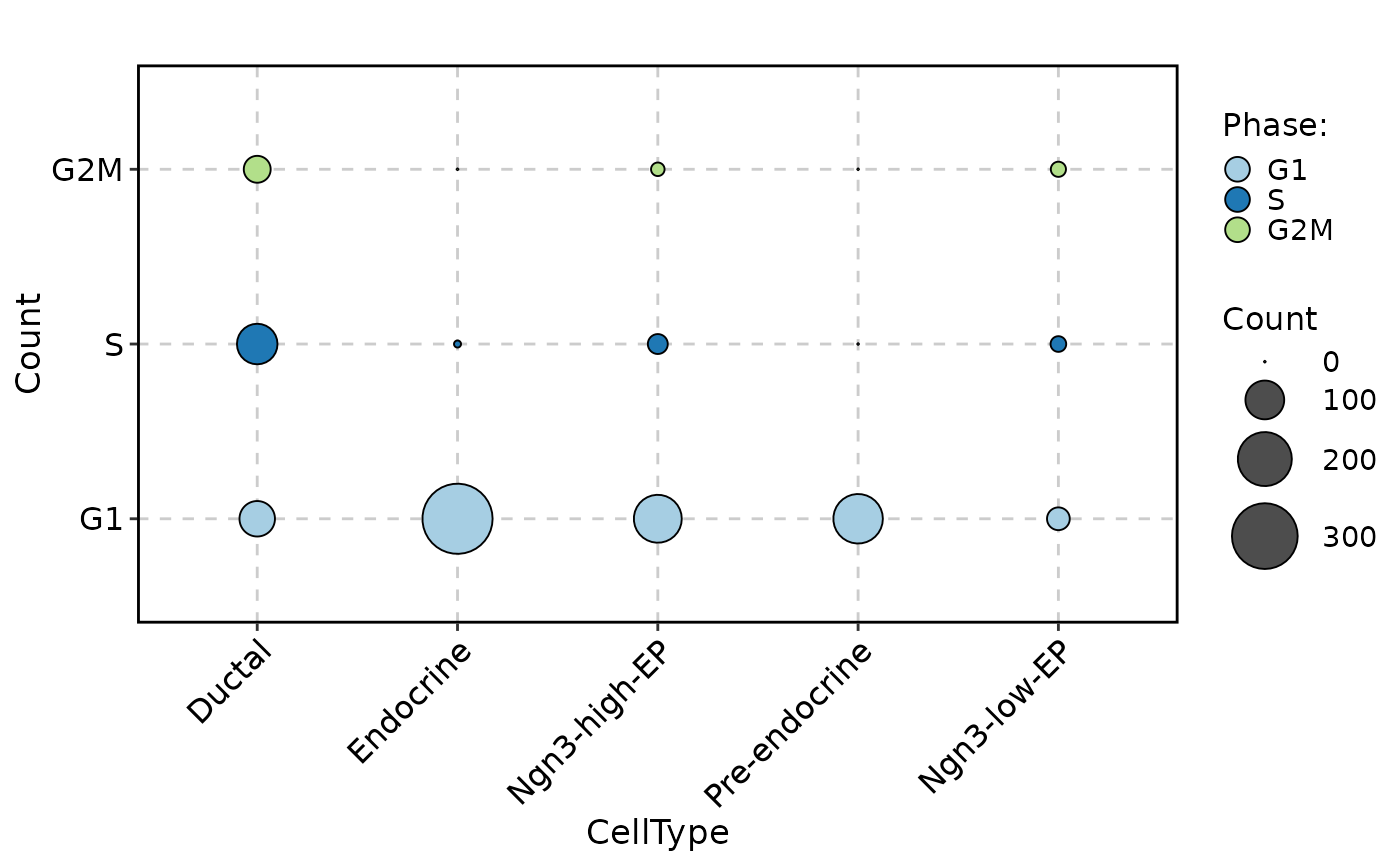 G2M
S
G1
Count
Ductal
Endocrine
Ngn3-high-EP
Pre-endocrine
Ngn3-low-EP
CellType
Phase:
G1
S
G2M
Count
0
100
200
300